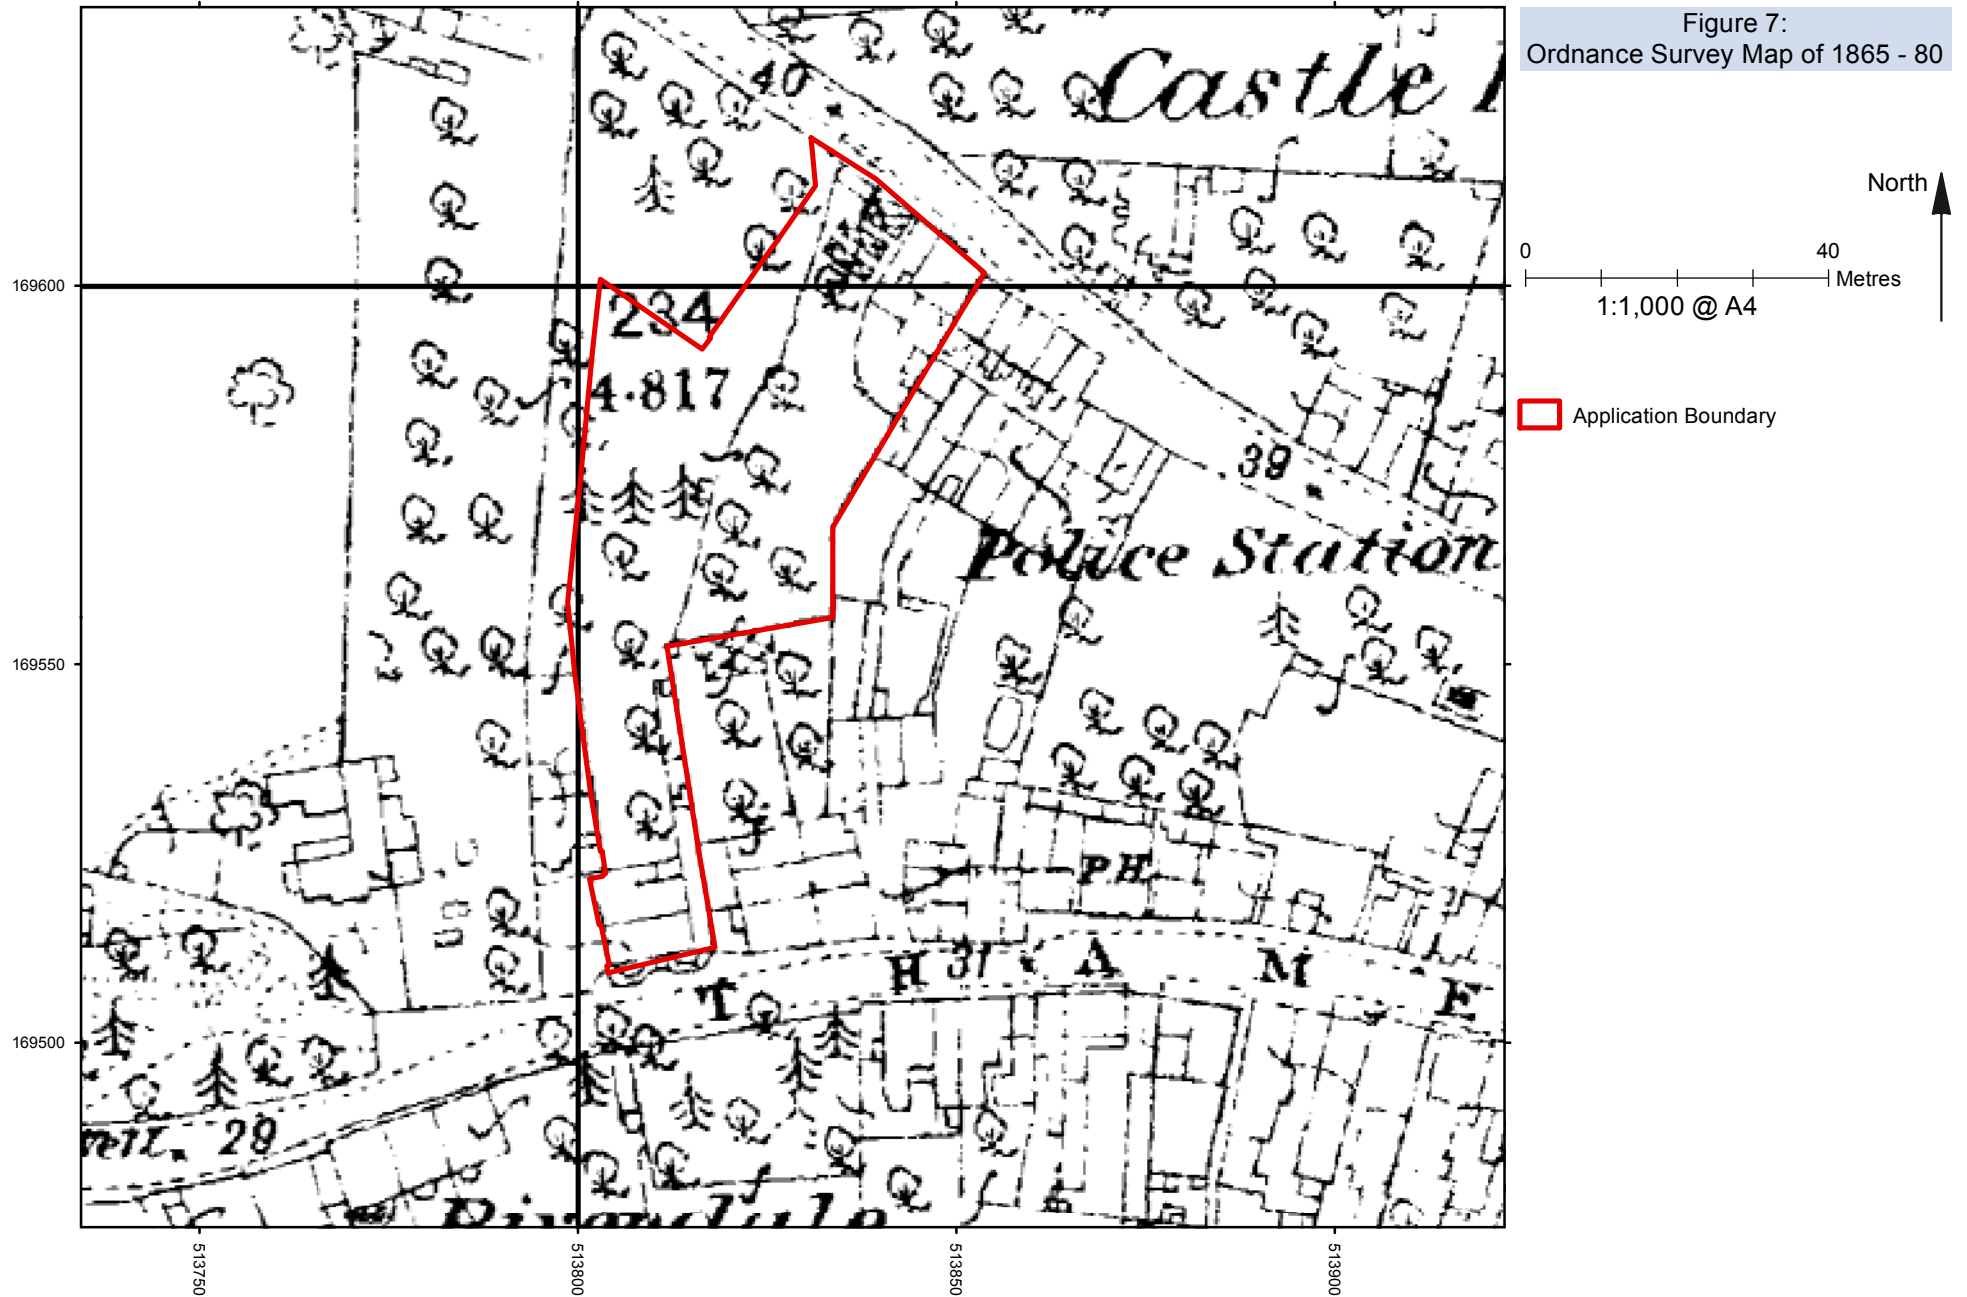 Figure 7:
Ordnance Survey Map of 1865 - 80
North
0 40
Metres
1:1,000 @ A4
Application Boundary
40
Castle
169600
234
4·817
39
Police Station
169550
P.H.
31
T H A M E
169500
29
513750
513800
513850
513900